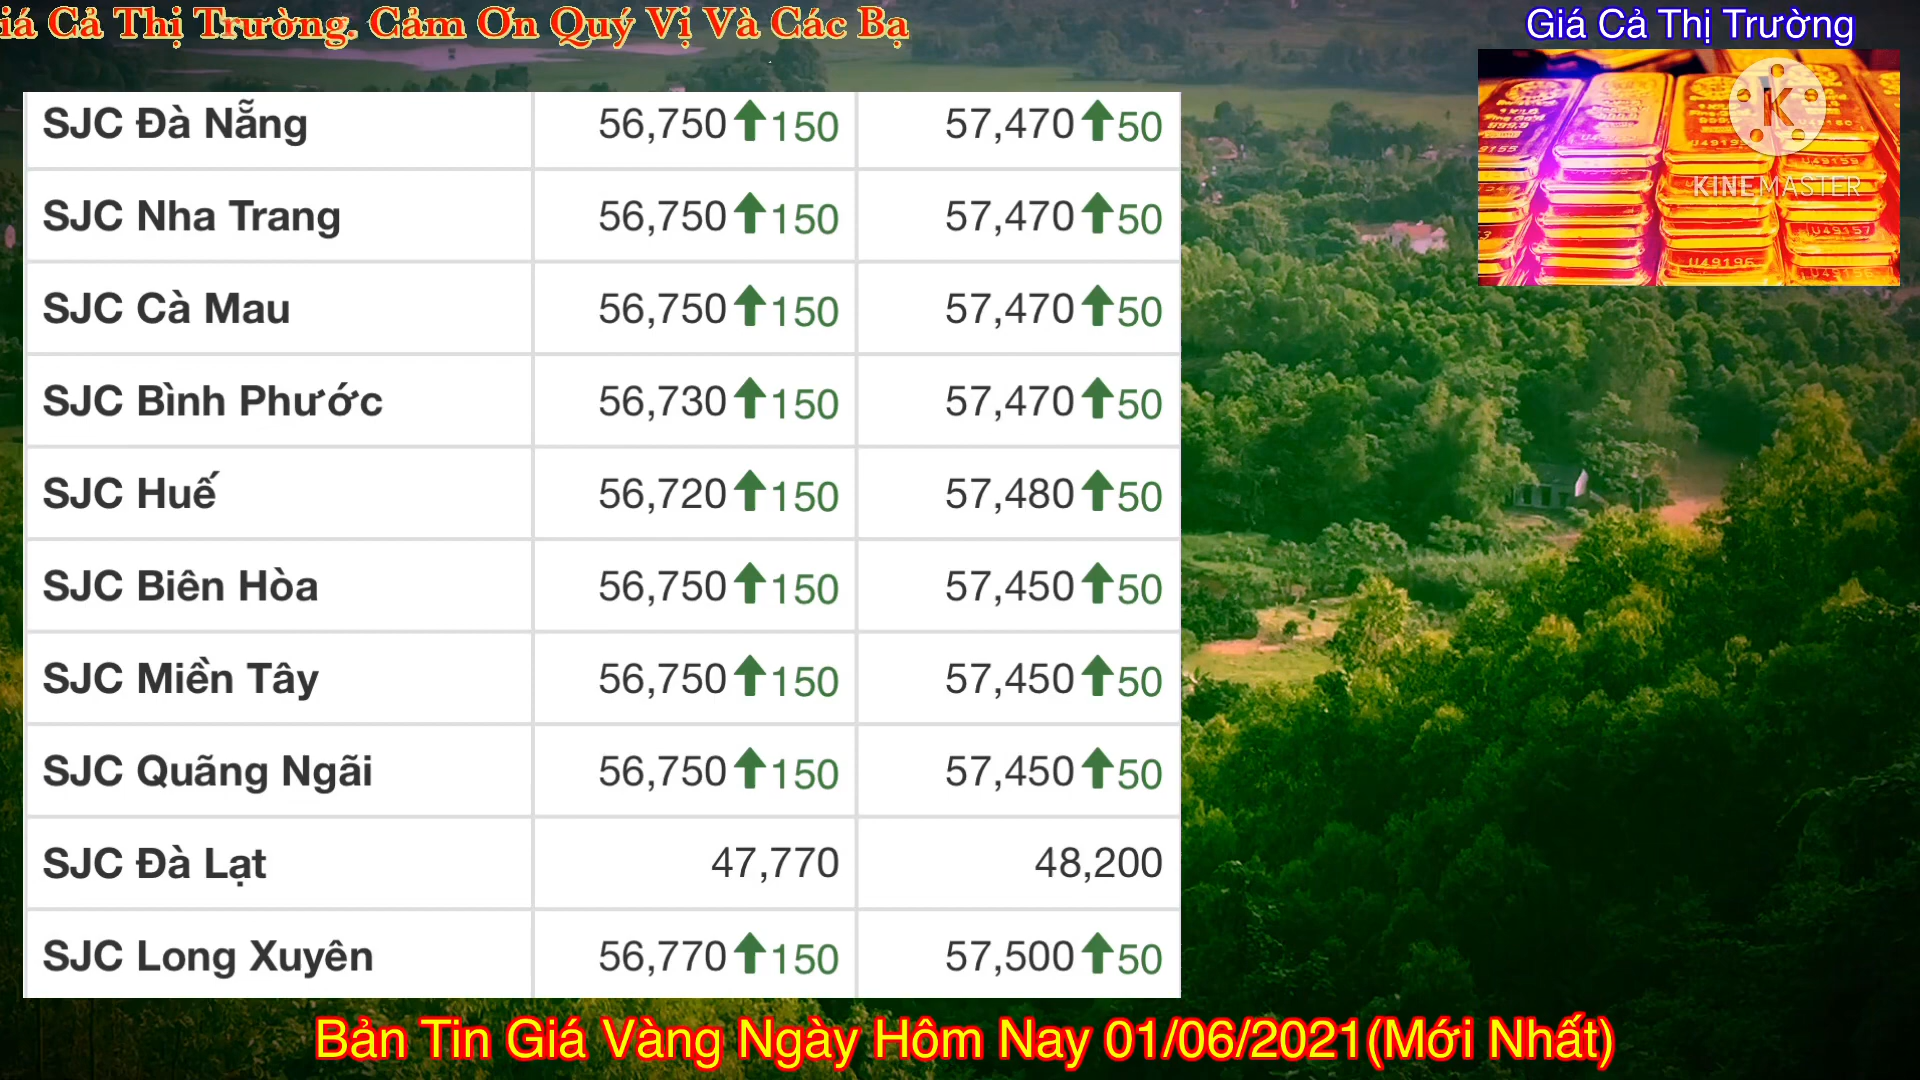 iá Cả Thị Trường. Cảm Ơn Quý Vị Và Các Bạ
Giá Cả Thị Trường
KINEMASTER
SJC Đà Nẵng 56,750 150 57,470 50
SJC Nha Trang 56,750 150 57,470 50
SJC Cà Mau 56,750 150 57,470 50
SJC Bình Phước 56,730 150 57,470 50
SJC Huế 56,720 150 57,480 50
SJC Biên Hòa 56,750 150 57,450 50
SJC Miền Tây 56,750 150 57,450 50
SJC Quãng Ngãi 56,750 150 57,450 50
SJC Đà Lạt 47,770 48,200
SJC Long Xuyên 56,770 150 57,500 50
Bản Tin Giá Vàng Ngày Hôm Nay 01/06/2021(Mới Nhất)